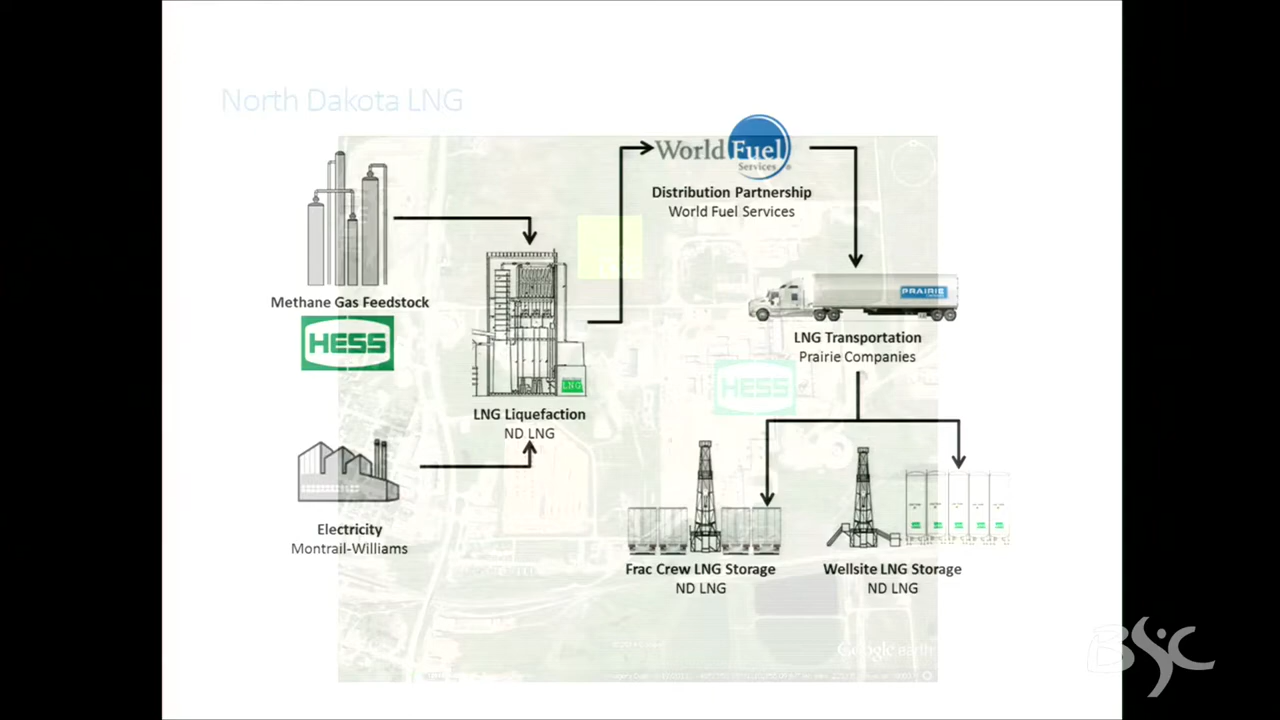 North Dakota LNG
World Fuel
Services
Distribution Partnership
World Fuel Services
Methane Gas Feedstock
HESS
PRAIRIE
LNG Transportation
Prairie Companies
HESS
LNG
LNG Liquefaction
ND LNG
Electricity
Montrail-Williams
Frac Crew LNG Storage
ND LNG
Wellsite LNG Storage
ND LNG
Google earth
BSC